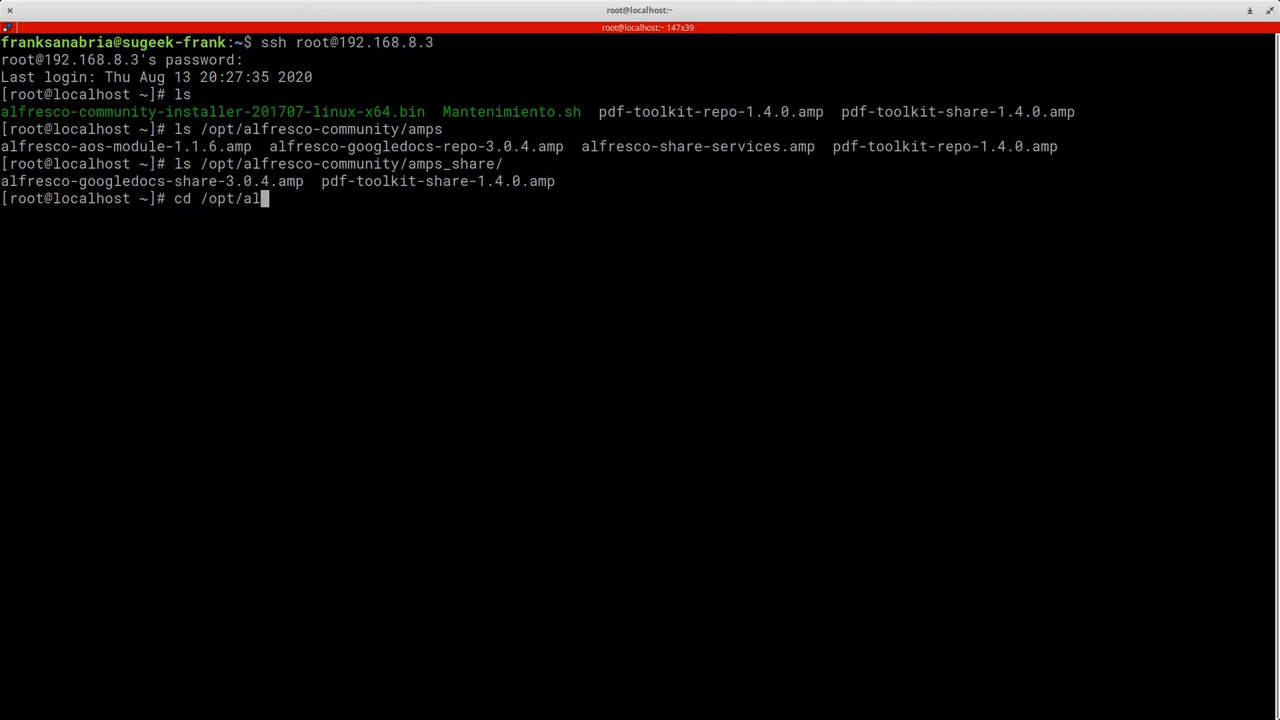 root@localhost:~
root@localhost:~ 147x39
franksanabria@sugeek-frank:~$ ssh root@192.168.8.3
root@192.168.8.3's password:
Last login: Thu Aug 13 20:27:35 2020
[root@localhost ~]# ls
alfresco-community-installer-201707-linux-x64.bin  Mantenimiento.sh  pdf-toolkit-repo-1.4.0.amp  pdf-toolkit-share-1.4.0.amp
[root@localhost ~]# ls /opt/alfresco-community/amps
alfresco-aos-module-1.1.6.amp  alfresco-googledocs-repo-3.0.4.amp  alfresco-share-services.amp  pdf-toolkit-repo-1.4.0.amp
[root@localhost ~]# ls /opt/alfresco-community/amps_share/
alfresco-googledocs-share-3.0.4.amp  pdf-toolkit-share-1.4.0.amp
[root@localhost ~]# cd /opt/al